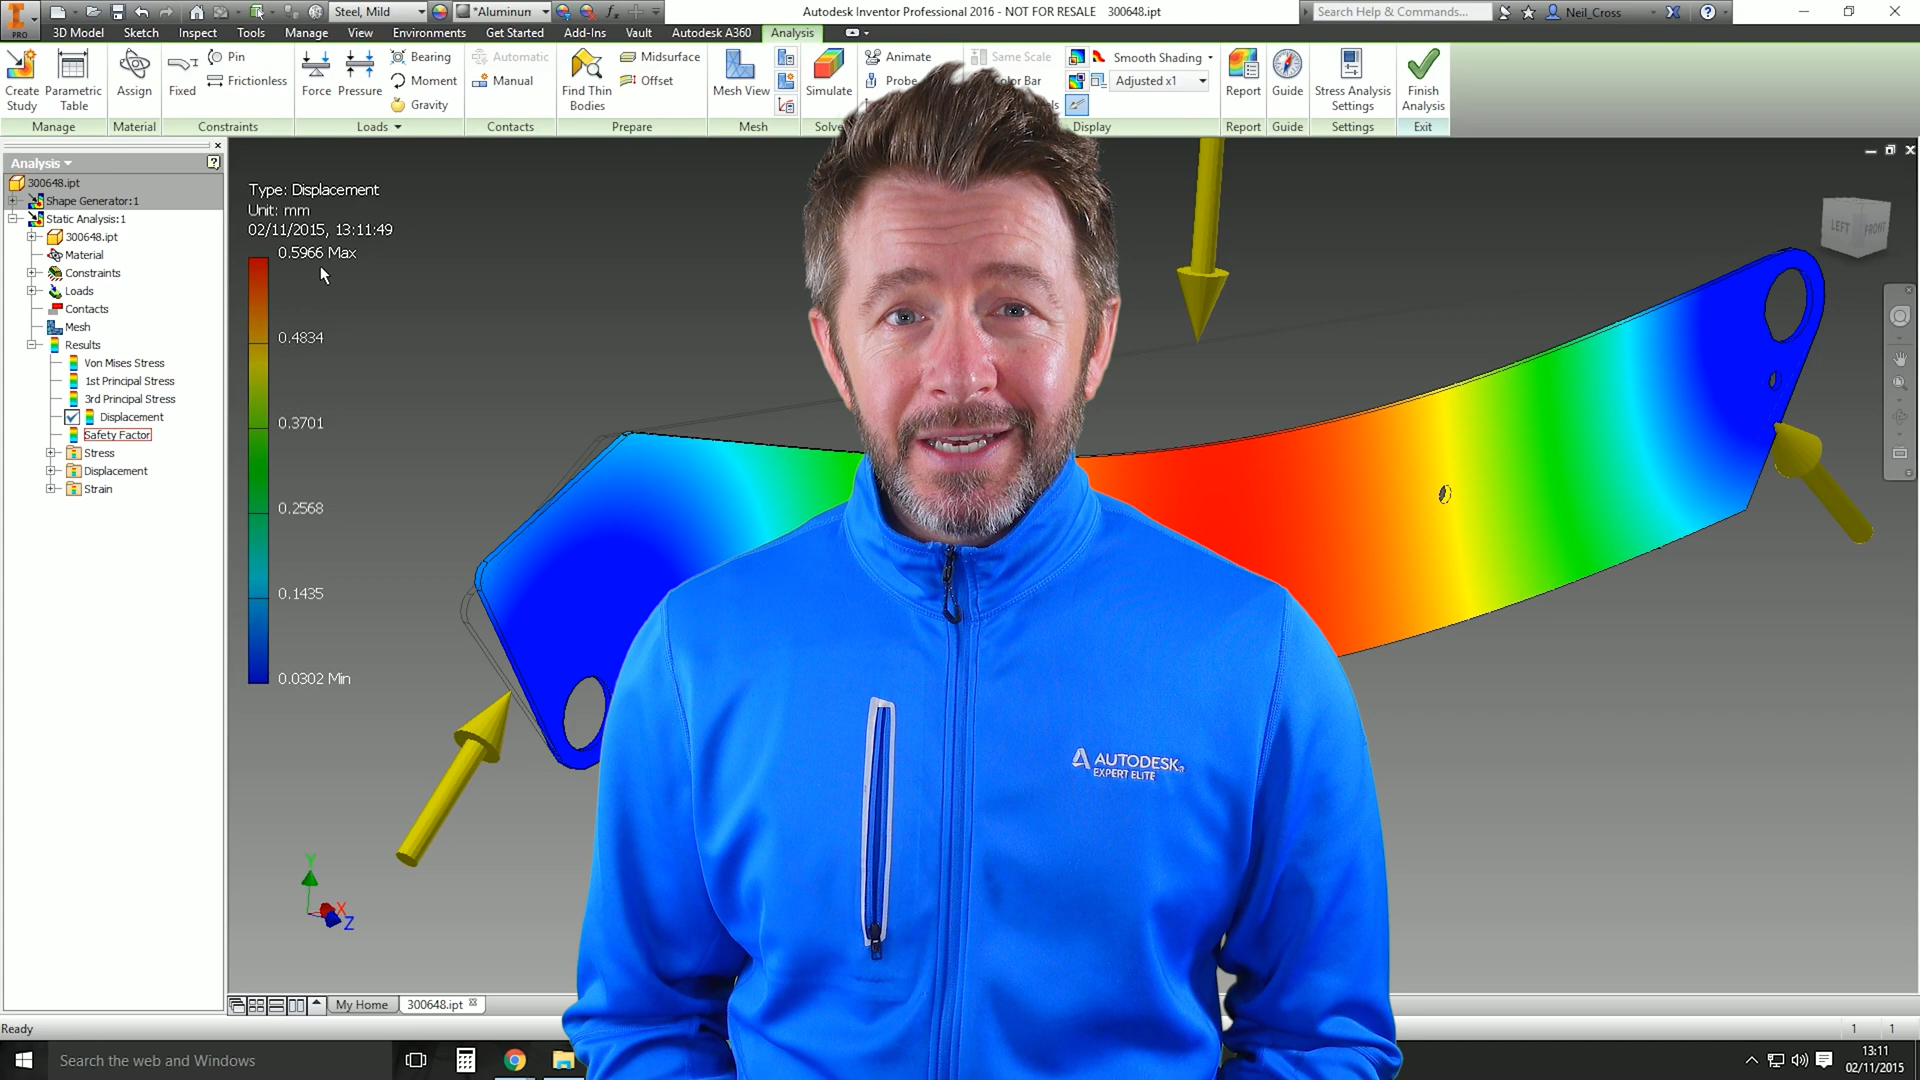 PRO
Steel, Mild
*Aluminun
Autodesk Inventor Professional 2016 - NOT FOR RESALE 300648.ipt
Search Help & Commands...
Neil_Cross
3D Model Sketch Inspect Tools Manage View Environments Get Started Add-Ins Vault Autodesk A360 Analysis
Create Study
Parametric Table
Assign
Fixed
Pin
Frictionless
Force
Pressure
Bearing
Moment
Gravity
Automatic
Manual
Find Thin Bodies
Midsurface
Offset
Mesh View
Simulate
Animate
Probe
Same Scale
Color Bar
Smooth Shading
Adjusted x1
Report
Guide
Stress Analysis Settings
Finish Analysis
Manage Material Constraints Loads Contacts Prepare Mesh Solve Display Report Guide Settings Exit
Analysis
300648.ipt
Shape Generator:1
Static Analysis:1
300648.ipt
Material
Constraints
Loads
Contacts
Mesh
Results
Von Mises Stress
1st Principal Stress
3rd Principal Stress
Displacement
Safety Factor
Stress
Displacement
Strain
Type: Displacement
Unit: mm
02/11/2015, 13:11:49
0.5966 Max
0.4834
0.3701
0.2568
0.1435
0.0302 Min
LEFT FRONT
AUTODESK
EXPERT ELITE
Y
X
Z
My Home 300648.ipt
Ready
1 1
Search the web and Windows
13:11
02/11/2015